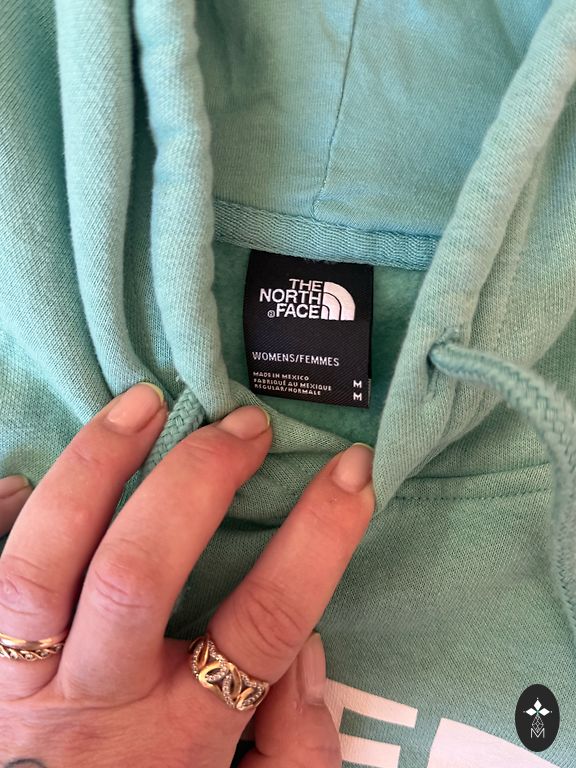 THE
NORTH
FACE®
WOMENS/FEMMES
MADE IN MEXICO
FABRIQUÉ AU MEXIQUE
REGULAR/NORMALE
M
M
M